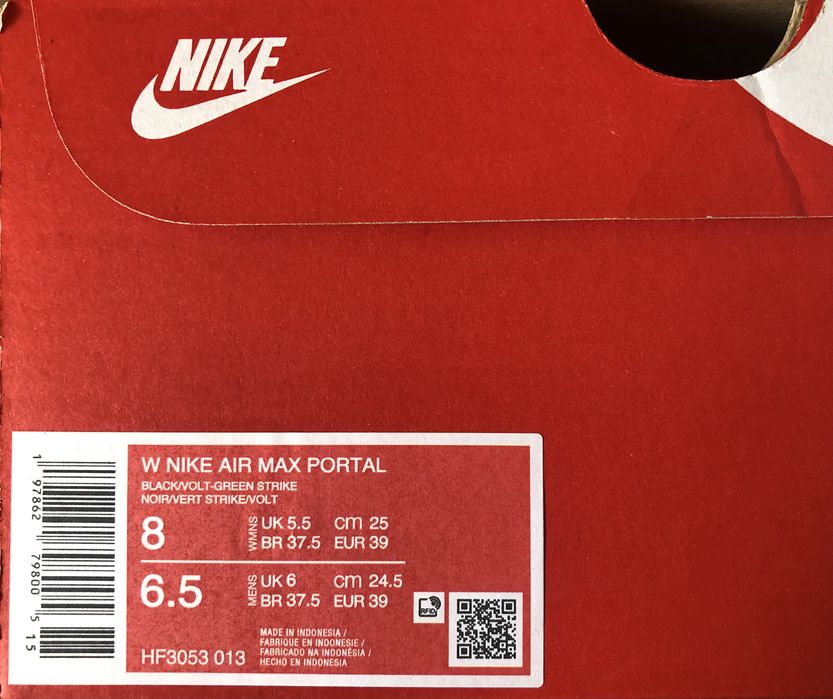 NIKE
W NIKE AIR MAX PORTAL
BLACK/VOLT-GREEN STRIKE
NOIR/VERT STRIKE/VOLT
8 WMNS UK 5.5 cm 25
BR 37.5 EUR 39
6.5 MENS UK 6 cm 24.5
BR 37.5 EUR 39
RFID
HF3053 013
MADE IN INDONESIA /
FABRIQUE EN INDONESIE /
FABRICADO NA INDONÉSIA /
HECHO EN INDONESIA
1 97862 79800 5 15